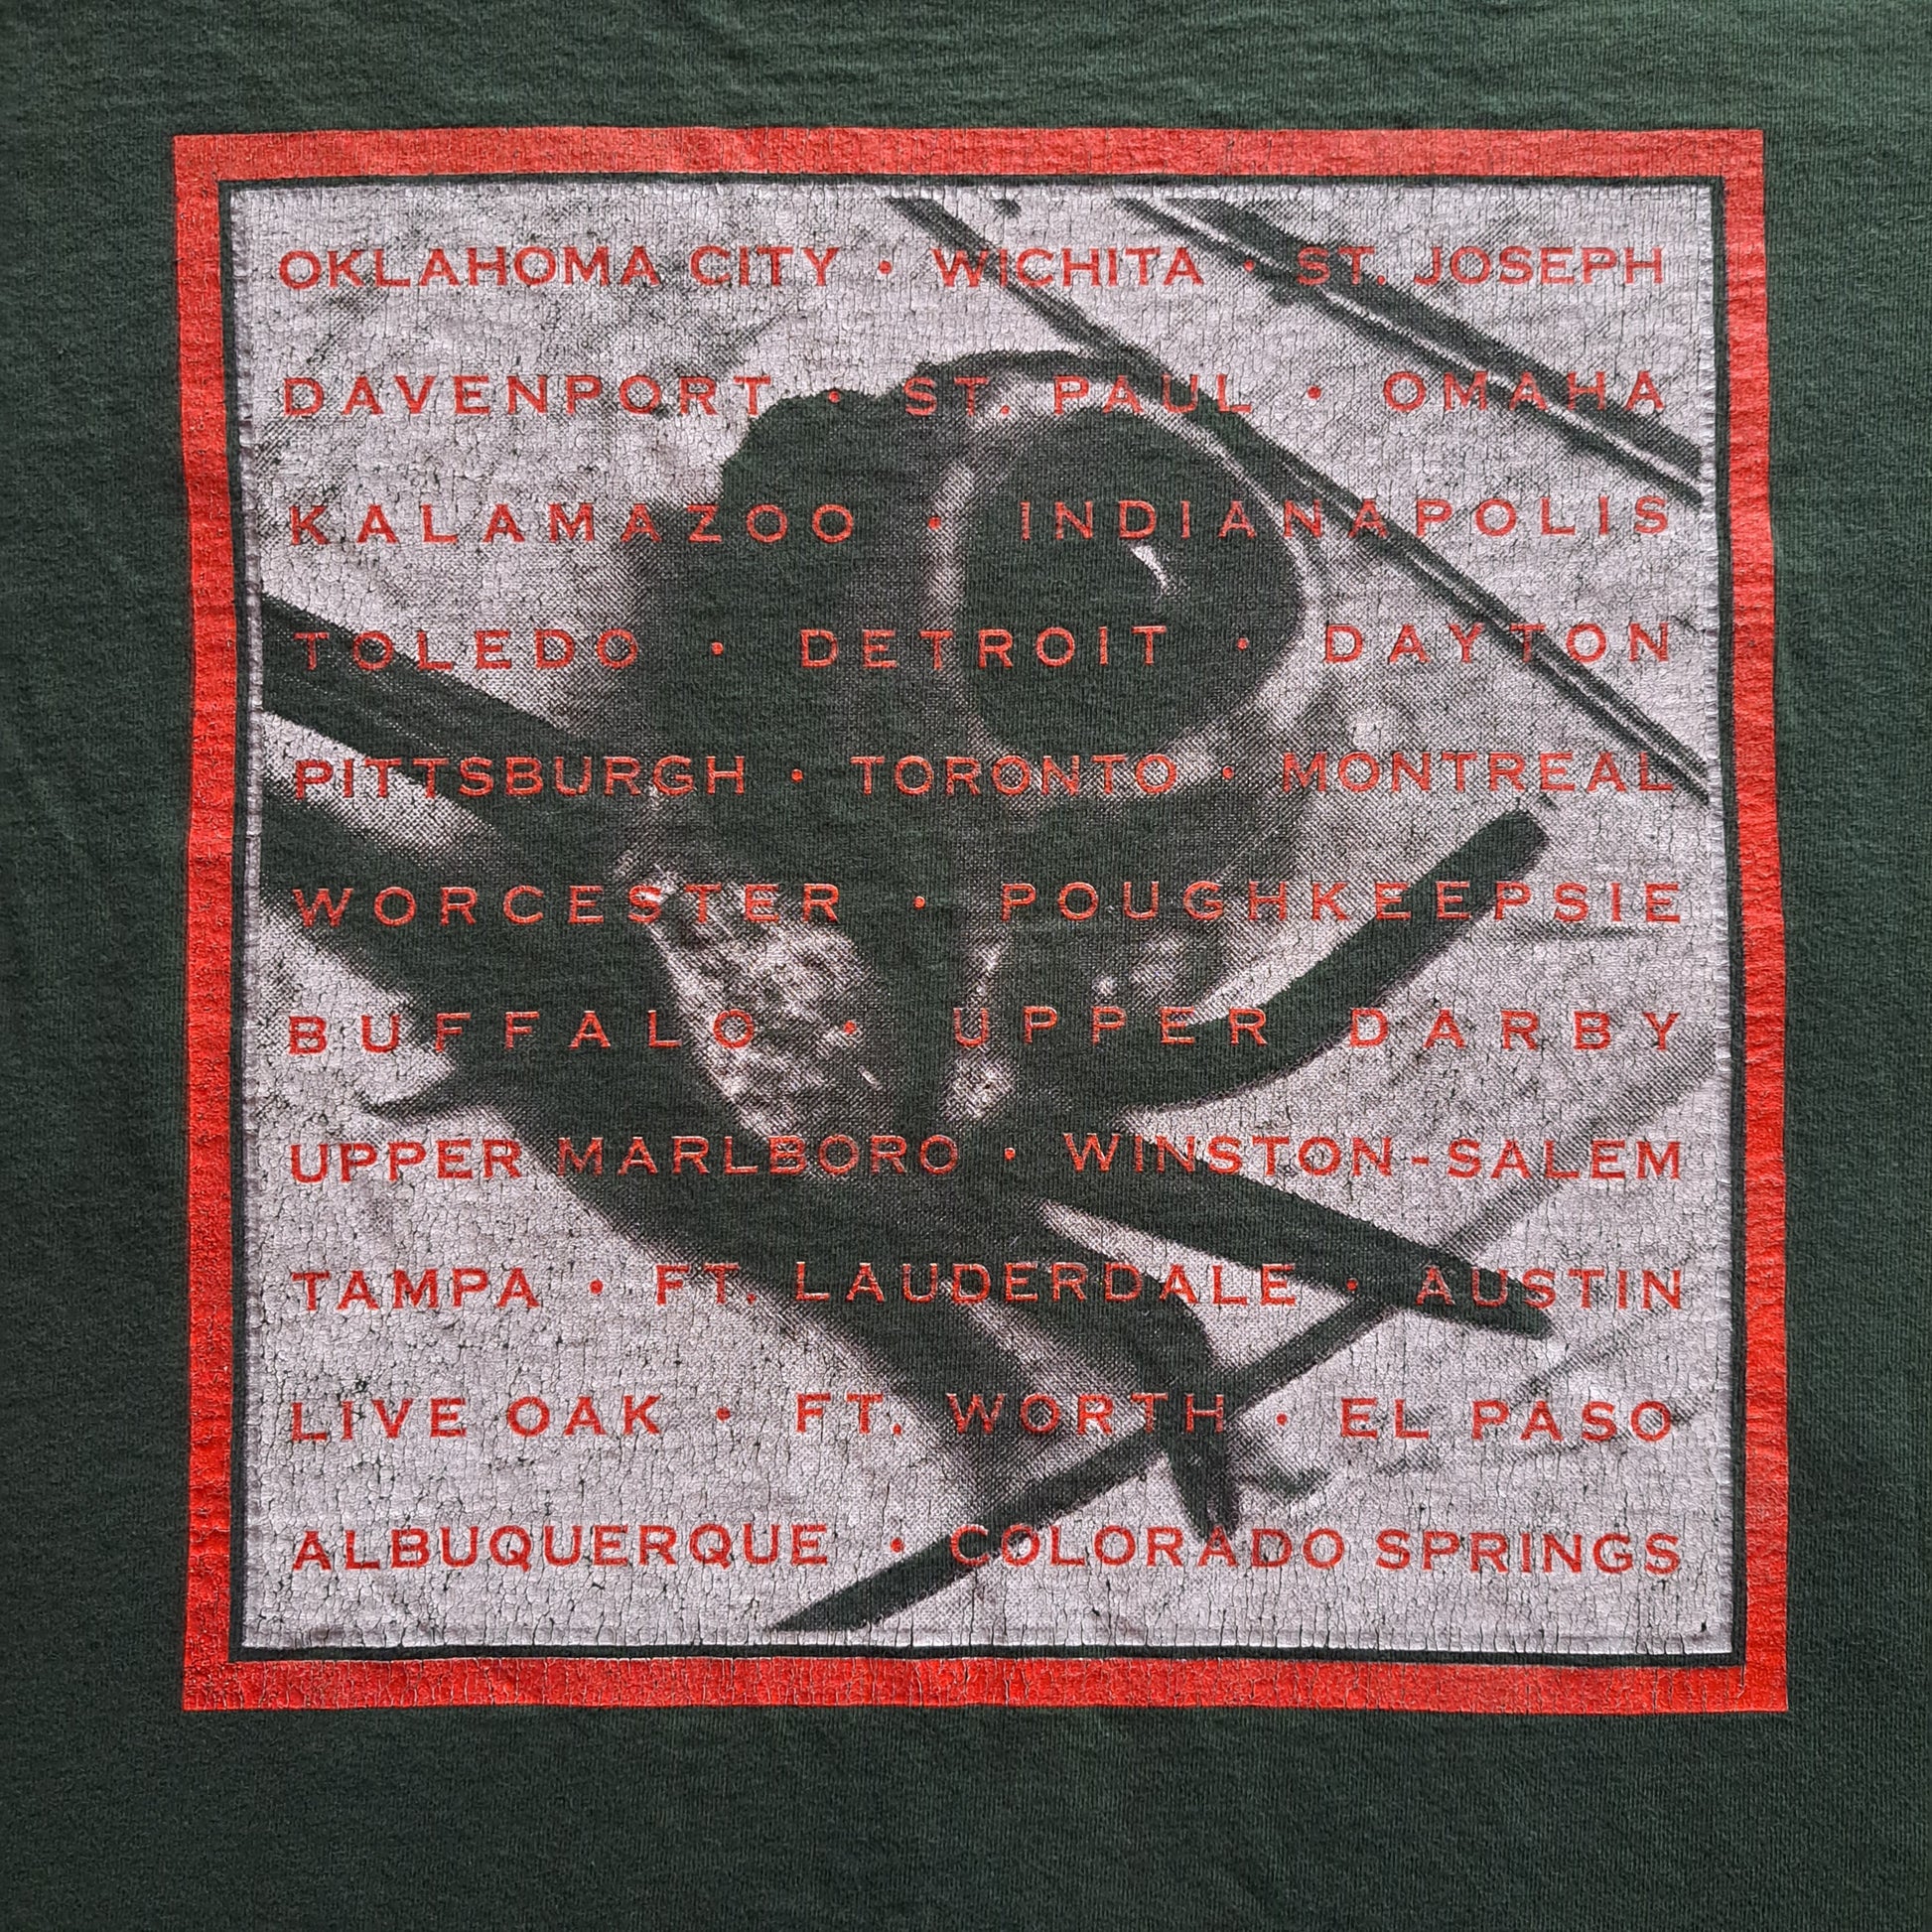 OKLAHOMA CITY • WICHITA • ST. JOSEPH
DAVENPORT • ST. PAUL • OMAHA
KALAMAZOO • INDIANAPOLIS
TOLEDO • DETROIT • DAYTON
PITTSBURGH • TORONTO • MONTREAL
WORCESTER • POUGHKEEPSIE
BUFFALO • UPPER DARBY
UPPER MARLBORO • WINSTON-SALEM
TAMPA • FT. LAUDERDALE • AUSTIN
LIVE OAK • FT. WORTH • EL PASO
ALBUQUERQUE • COLORADO SPRINGS